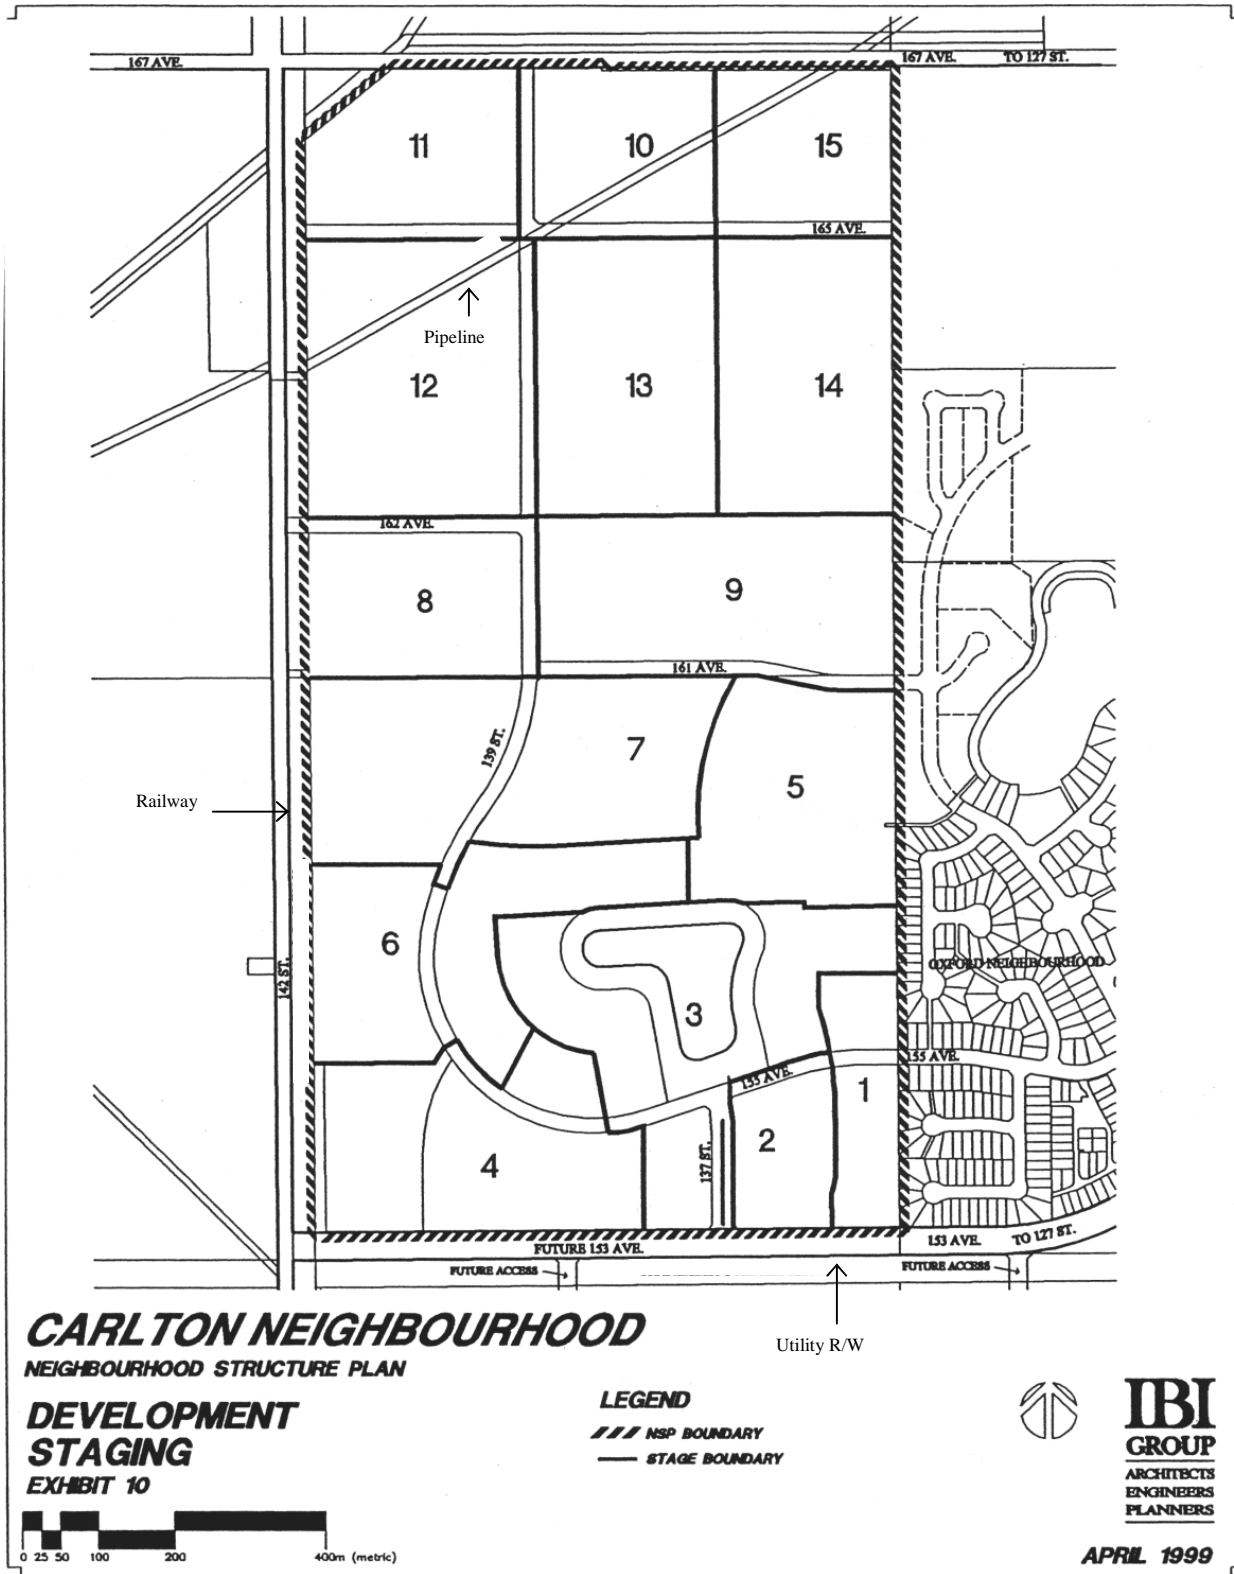 167 AVE.
167 AVE.
TO 127 ST.
11
10
15
165 AVE.
Pipeline
12
13
14
162 AVE.
8
9
161 AVE.
139 ST.
7
5
Railway
6
142 ST.
OXFORD NEIGHBOURHOOD
3
155 AVE.
155 AVE.
1
2
137 ST.
4
FUTURE 153 AVE.
153 AVE.
TO 127 ST.
FUTURE ACCESS
FUTURE ACCESS
Utility R/W
CARLTON NEIGHBOURHOOD
NEIGHBOURHOOD STRUCTURE PLAN
DEVELOPMENT
STAGING
EXHIBIT 10
0 25 50 100 200 400m (metric)
LEGEND
NSP BOUNDARY
STAGE BOUNDARY
IBI
GROUP
ARCHITECTS
ENGINEERS
PLANNERS
APRIL 1999